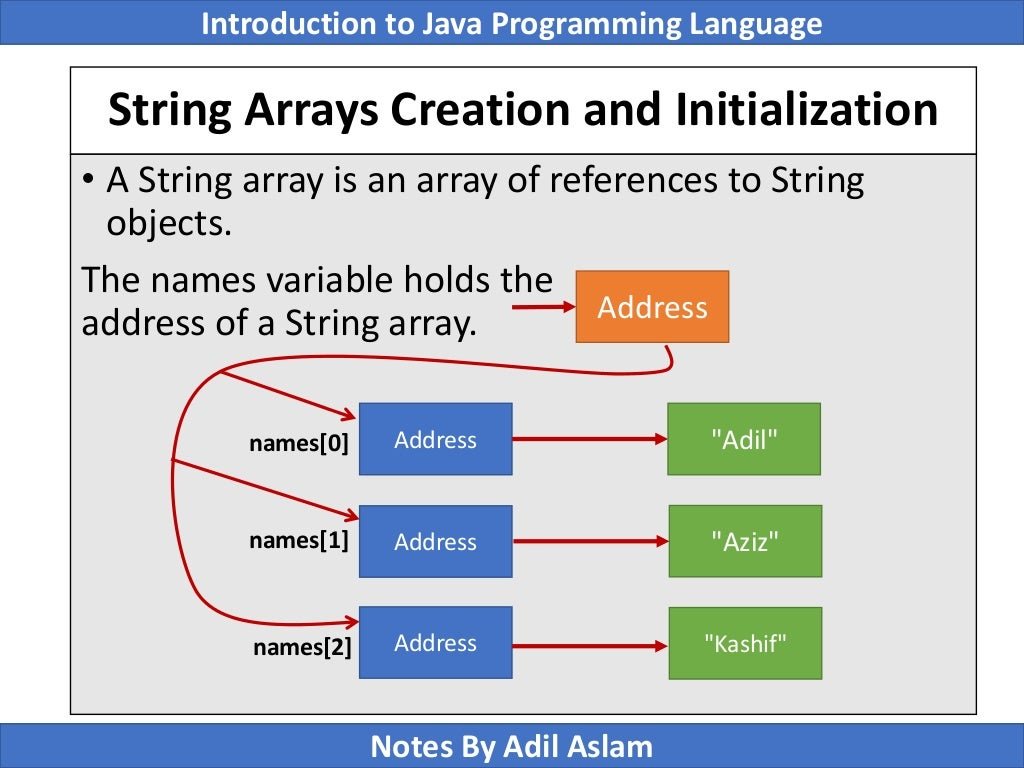 Introduction to Java Programming Language
String Arrays Creation and Initialization
• A String array is an array of references to String
objects.
The names variable holds the
address of a String array.
Address
names[0] Address "Adil"
names[1] Address "Aziz"
names[2] Address "Kashif"
Notes By Adil Aslam